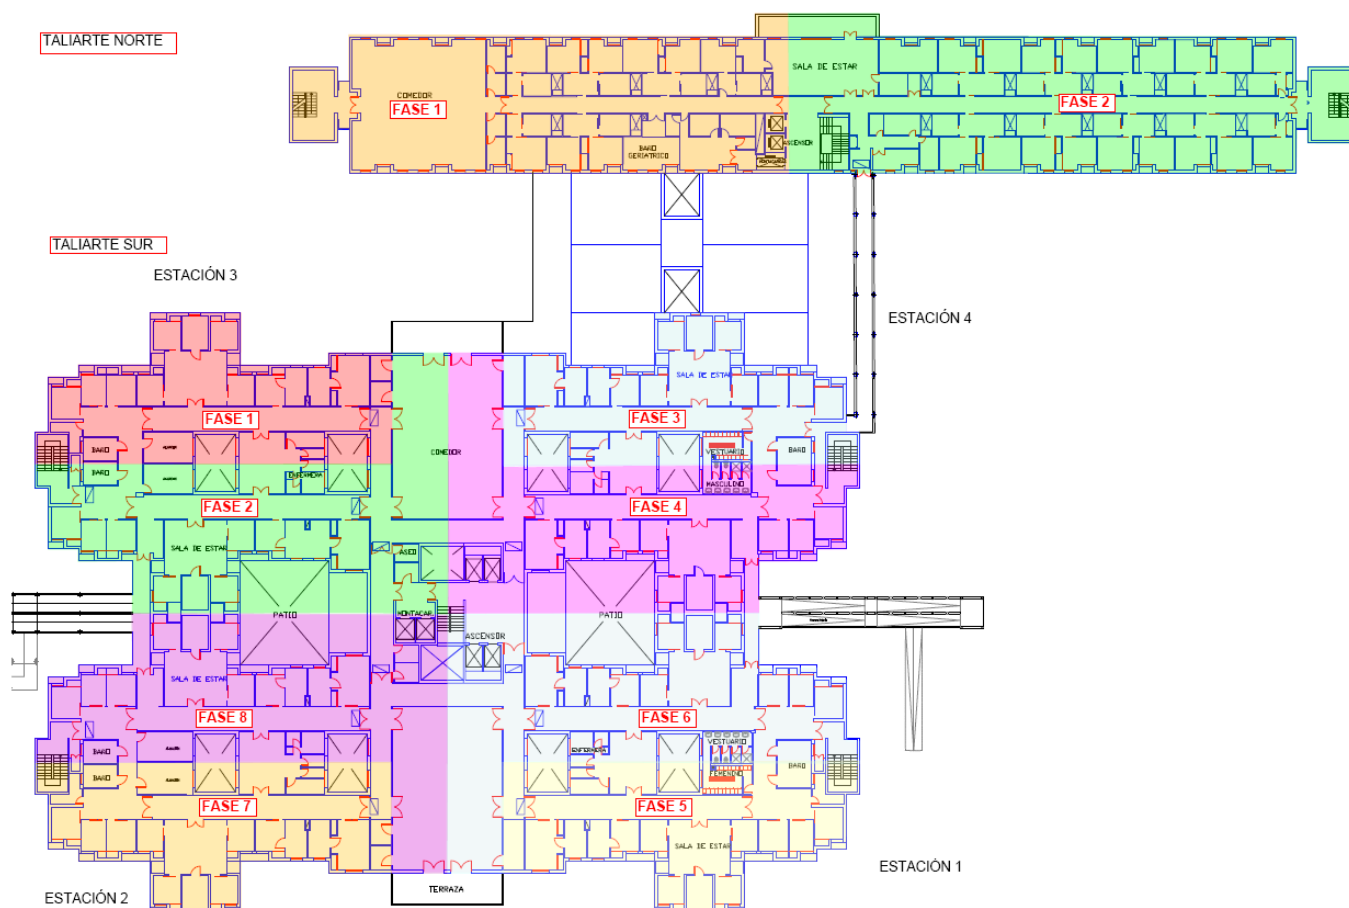 TALIARTE NORTE
SALA DE ESTAR
COMEDOR
FASE 1
FASE 2
ASCENSOR
BAÑO
GERIATRICO
TALIARTE SUR
ESTACIÓN 3
ESTACIÓN 4
SALA DE ESTAR
FASE 1
FASE 3
BAÑO
COMEDOR
VESTUARIO
BAÑO
BAÑO
ENFERMERIA
MASCULINO
FASE 2
FASE 4
SALA DE ESTAR
ASEO
PATIO
MONTACAR
PATIO
ASCENSOR
SALA DE ESTAR
FASE 8
FASE 6
BAÑO
ENFERMERIA
VESTUARIO
BAÑO
BAÑO
FEMENINO
FASE 7
FASE 5
SALA DE ESTAR
ESTACIÓN 1
TERRAZA
ESTACIÓN 2